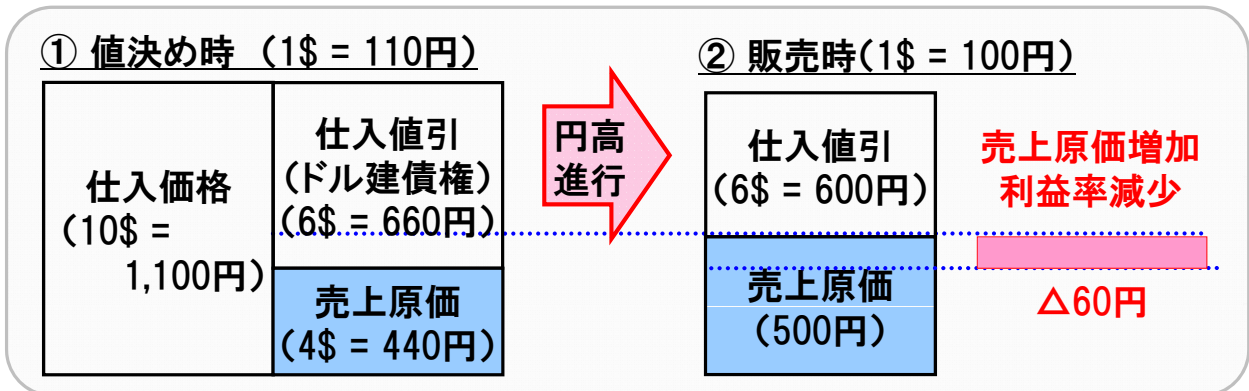 ① 値決め時 (1$ = 110円)
仕入価格
(10$ =
1,100円)
仕入値引
(ドル建債権)
(6$ = 660円)
売上原価
(4$ = 440円)
円高
進行
② 販売時(1$ = 100円)
仕入値引
(6$ = 600円)
売上原価
(500円)
売上原価増加
利益率減少
△60円